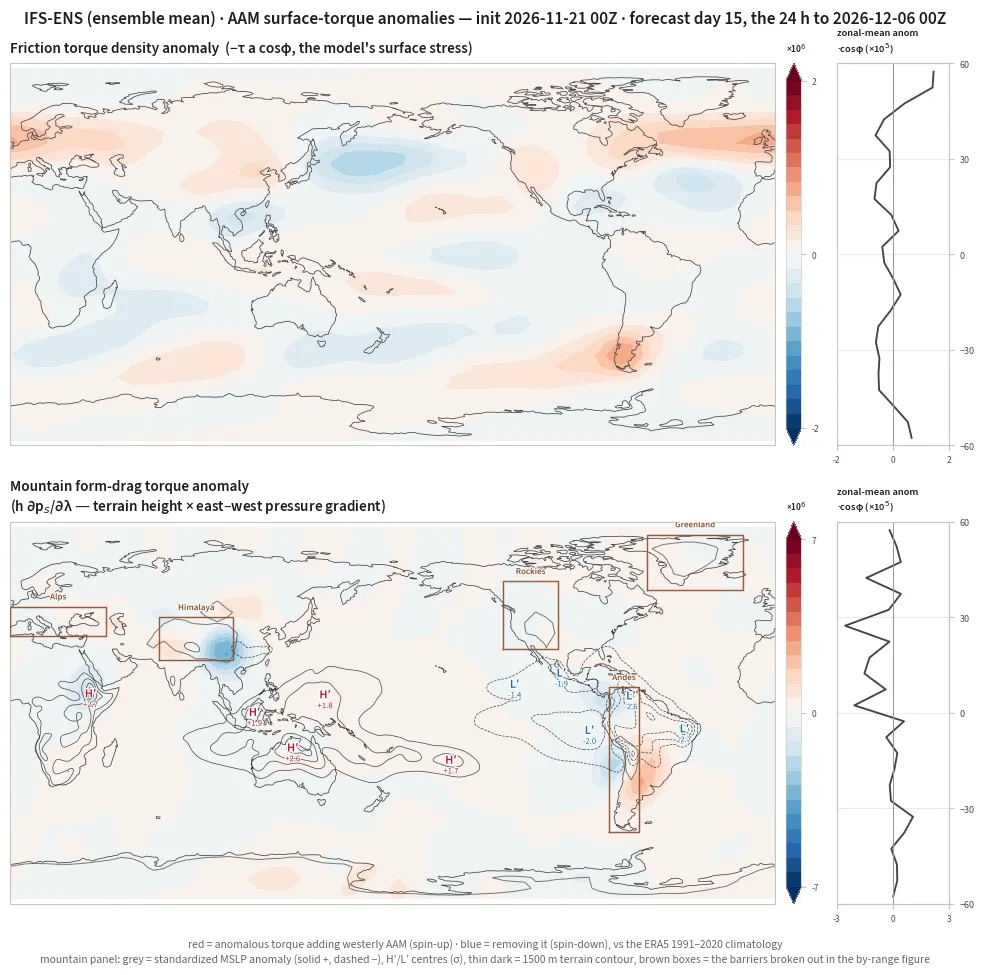 IFS-ENS (ensemble mean) · AAM surface-torque anomalies — init 2026-11-21 00Z · forecast day 15, the 24 h to 2026-12-06 00Z
Friction torque density anomaly (−τ a cosϕ, the model's surface stress)
×10⁶
zonal-mean anom
·cosϕ (×10⁵)
2
0
-2
60
30
0
−30
−60
-2
0
2
Mountain form-drag torque anomaly
(h ∂pₛ/∂λ — terrain height × east–west pressure gradient)
×10⁶
zonal-mean anom
·cosϕ (×10⁵)
7
0
-7
60
30
0
−30
−60
-3
0
3
Greenland
Rockies
Alps
Himalaya
Andes
H'
H'
+1.8
H'
+1.9
H'
+2.6
H'
+1.7
L'
-1.4
L'
-1.9
L'
-2.6
L'
-2.0
L'
red = anomalous torque adding westerly AAM (spin-up) · blue = removing it (spin-down), vs the ERA5 1991–2020 climatology
mountain panel: grey = standardized MSLP anomaly (solid +, dashed −), H'/L' centres (σ), thin dark = 1500 m terrain contour, brown boxes = the barriers broken out in the by-range figure